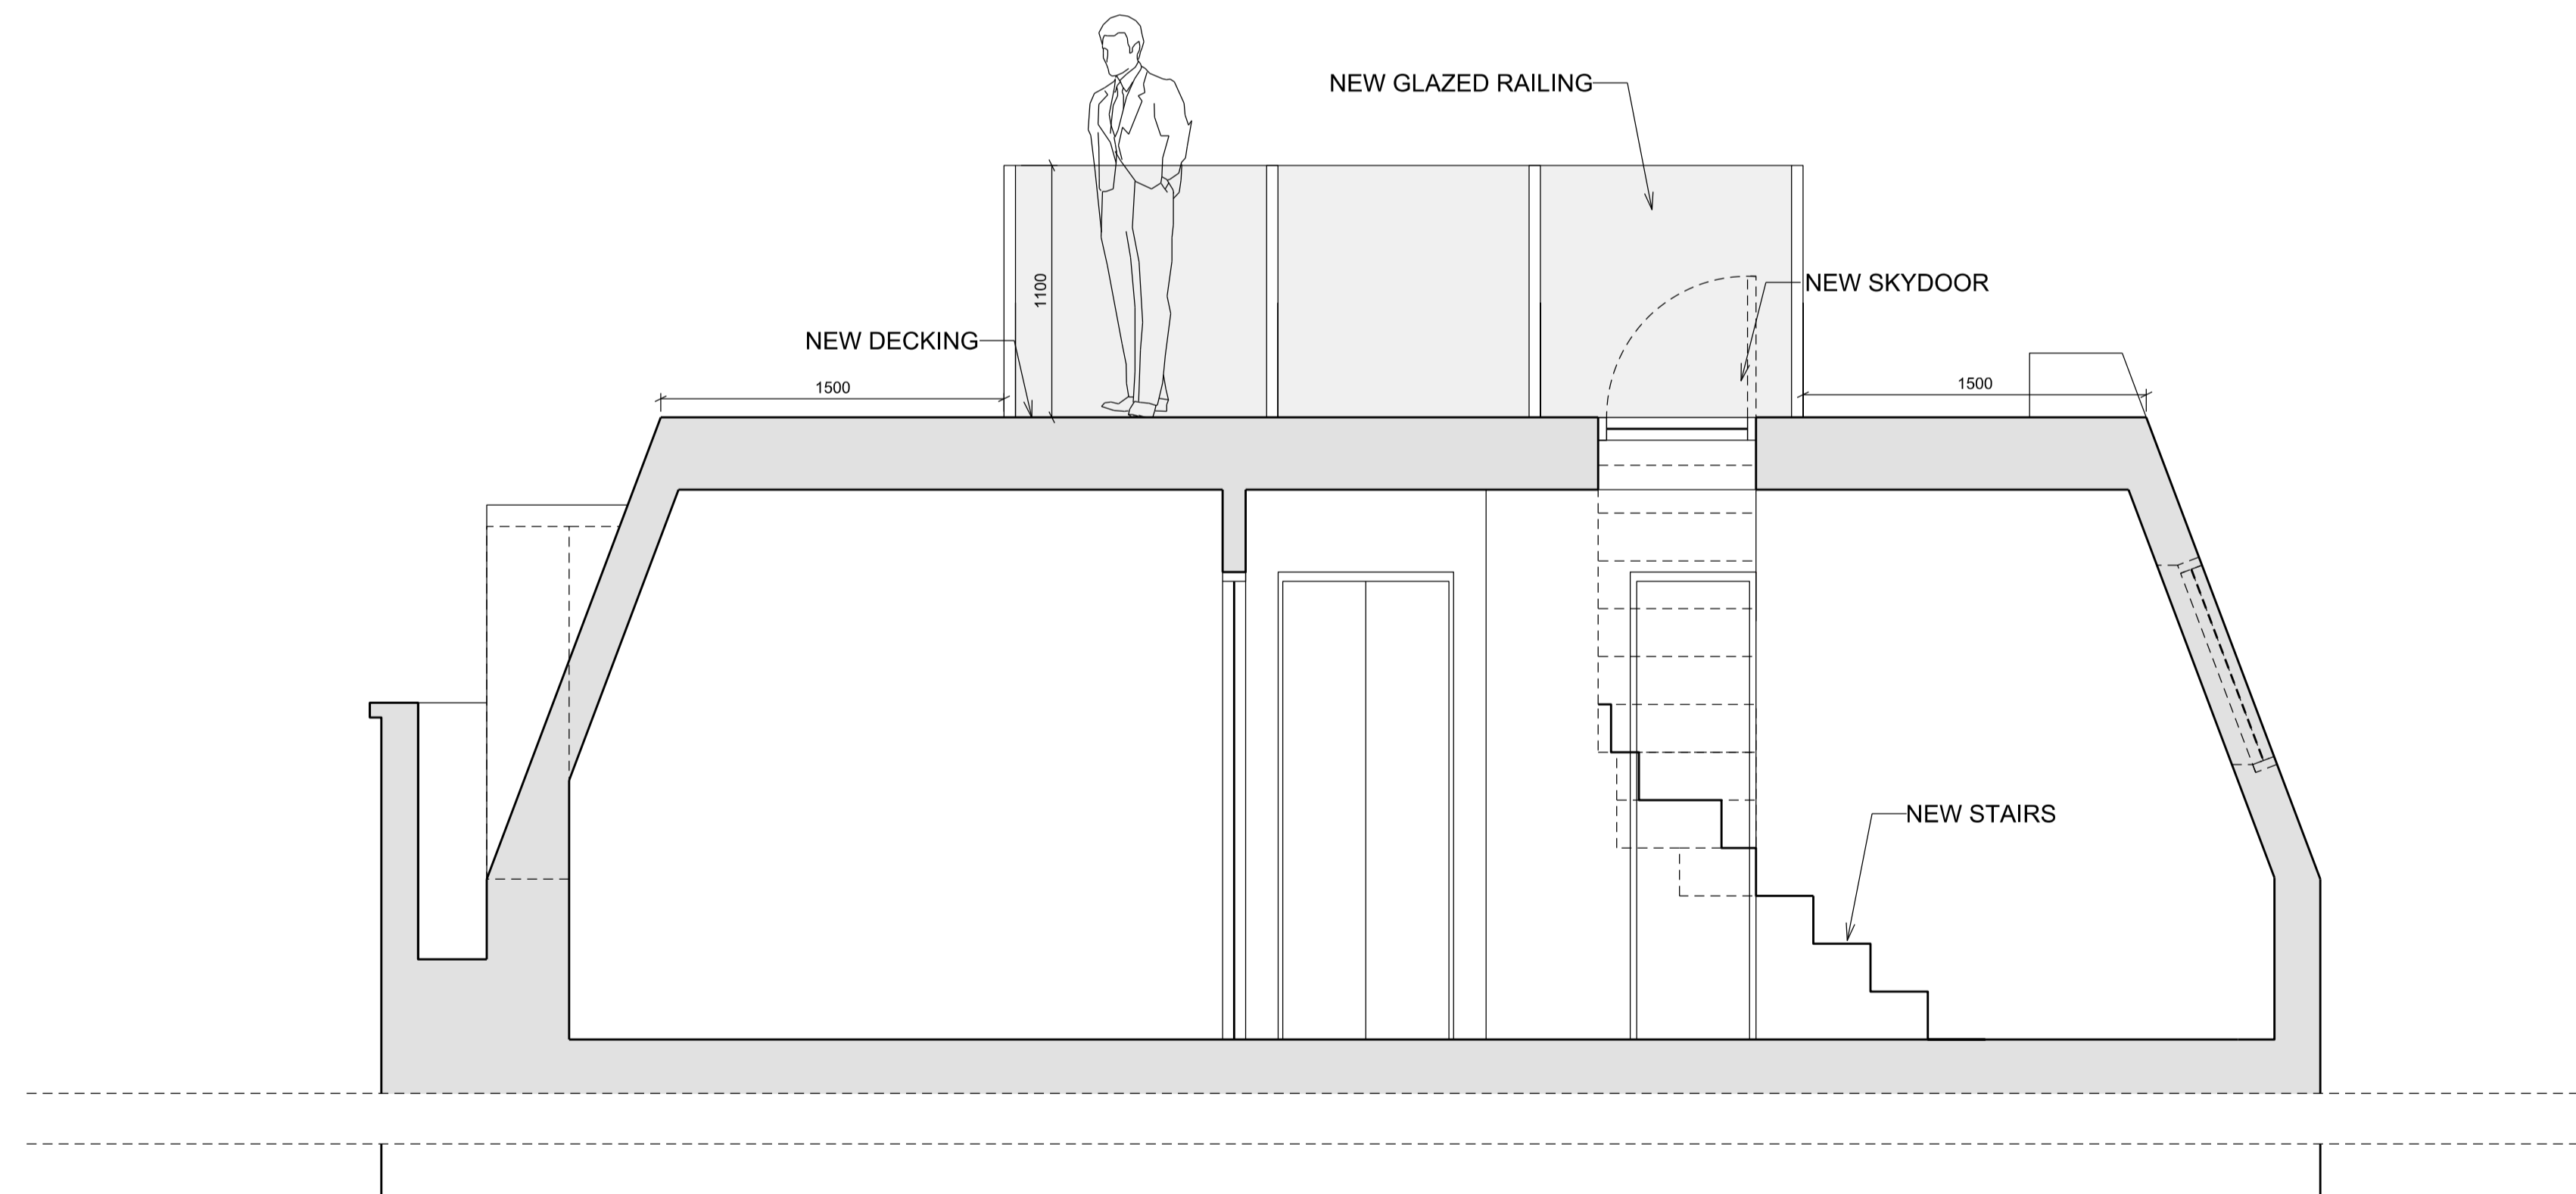 NEW GLAZED RAILING
NEW SKYDOOR
1100
NEW DECKING
1500
1500
NEW STAIRS